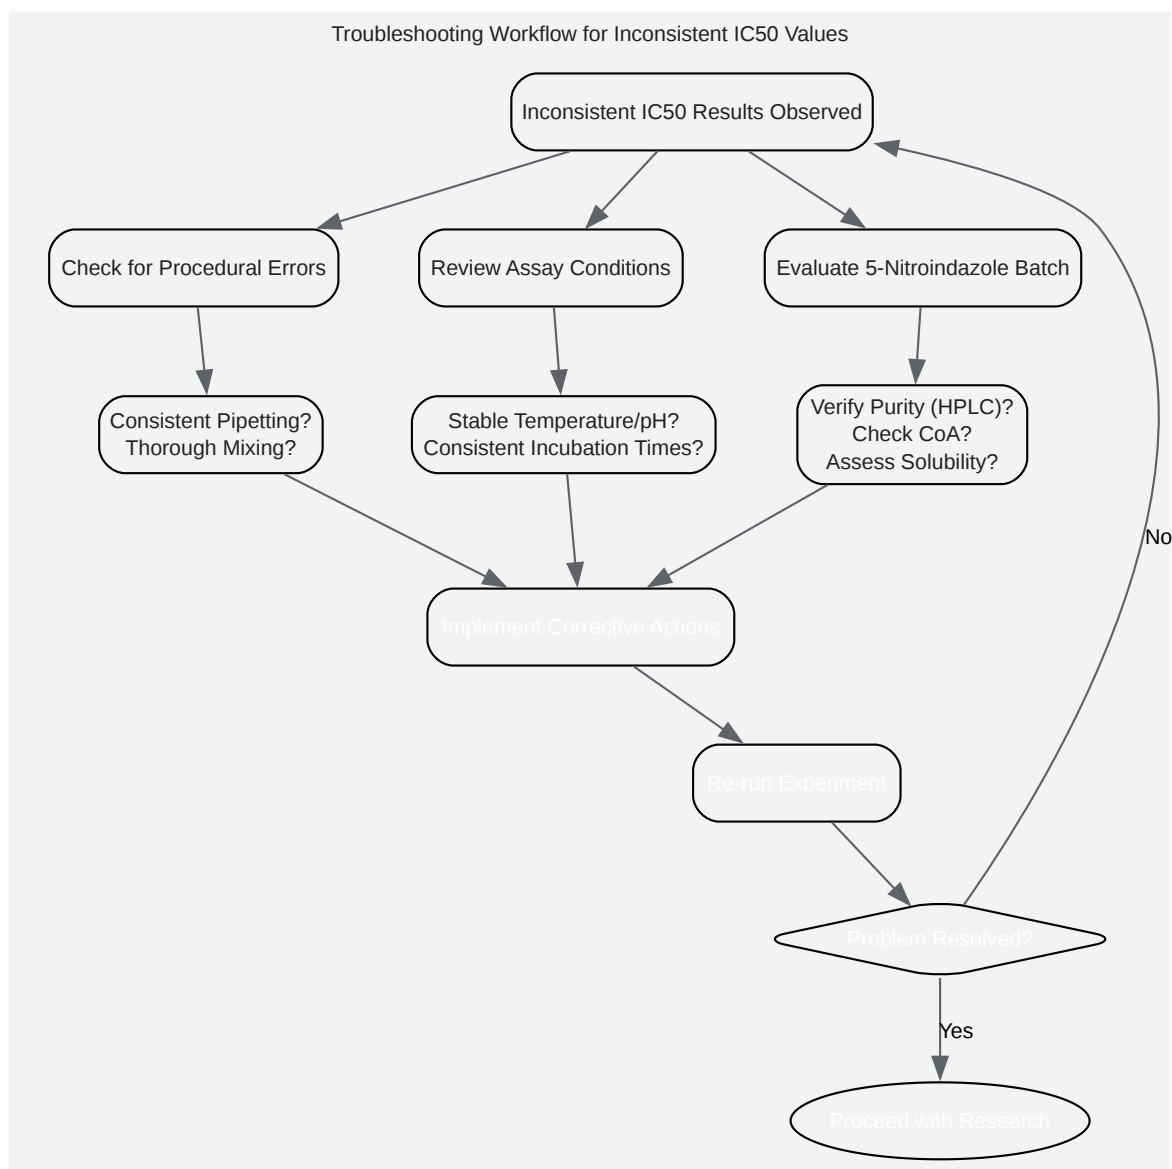 Troubleshooting Workflow for Inconsistent IC50 Values
Inconsistent IC50 Results Observed
Check for Procedural Errors
Review Assay Conditions
Evaluate 5-Nitroindazole Batch
Consistent Pipetting?
Thorough Mixing?
Stable Temperature/pH?
Consistent Incubation Times?
Verify Purity (HPLC)?
Check CoA?
Assess Solubility?
No
Implement Corrective Actions
Re-run Experiment
Problem Resolved?
Yes
Proceed with Research